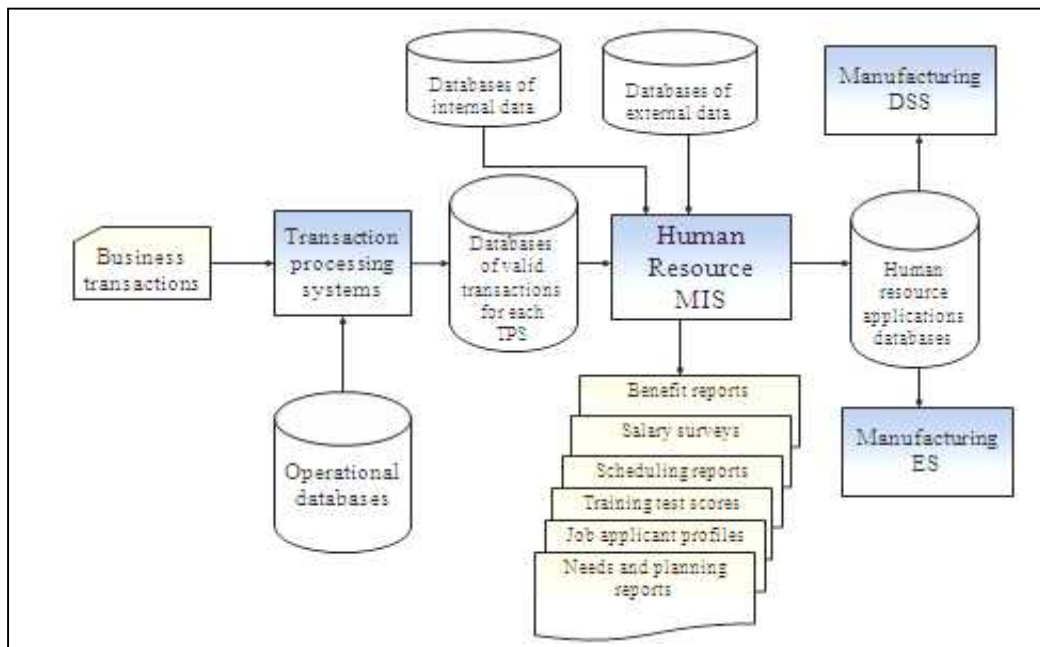 Databases of
internal data
Databases of
external data
Manufacturing
DSS
Business
transactions
Transaction
processing
systems
Databases
of valid
transactions
for each
TPS
Human
Resource
MIS
Human
resource
applications
databases
Operational
databases
Benefit reports
Salary surveys
Scheduling reports
Training test scores
Job applicant profiles
Needs and planning
reports
Manufacturing
ES